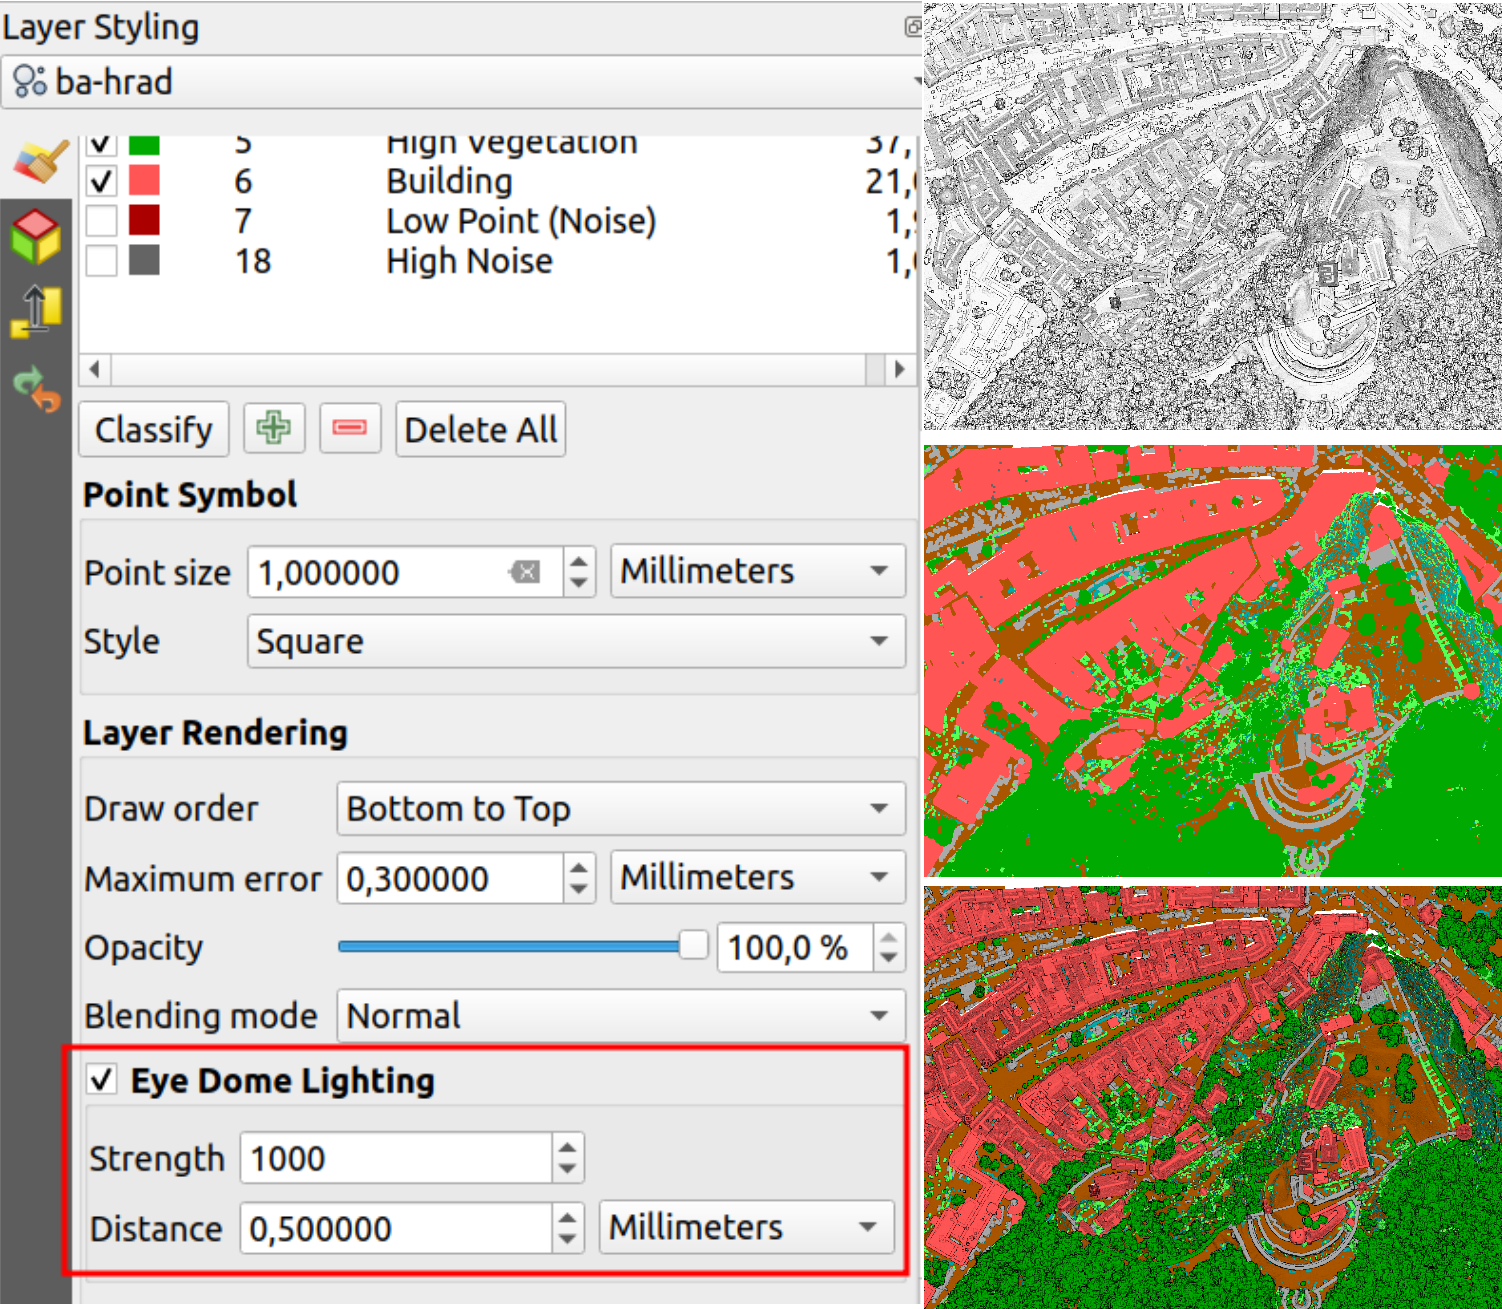 Layer Styling
ba-hrad
5 High Vegetation 37,
6 Building 21,
7 Low Point (Noise) 1,
18 High Noise 1,
Classify Delete All
Point Symbol
Point size 1,000000 Millimeters
Style Square
Layer Rendering
Draw order Bottom to Top
Maximum error 0,300000 Millimeters
Opacity 100,0 %
Blending mode Normal
Eye Dome Lighting
Strength 1000
Distance 0,500000 Millimeters